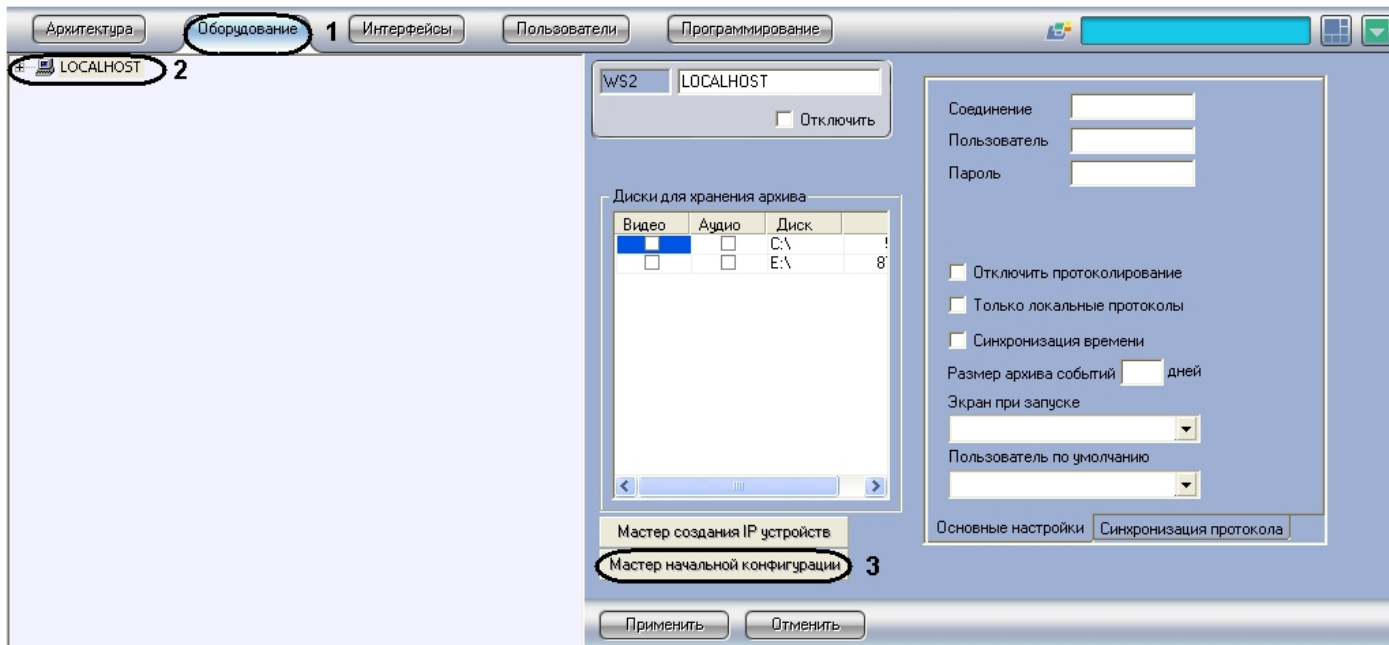 Архитектура Оборудование 1 Интерфейсы Пользователи Программирование
LOCALHOST 2
WS2 LOCALHOST
Отключить
Диски для хранения архива
Видео Аудио Диск
C:\
E:\ 8
Мастер создания IP устройств
Мастер начальной конфигурации 3
Соединение
Пользователь
Пароль
Отключить протоколирование
Только локальные протоколы
Синхронизация времени
Размер архива событий дней
Экран при запуске
Пользователь по умолчанию
Основные настройки Синхронизация протокола
Применить Отменить